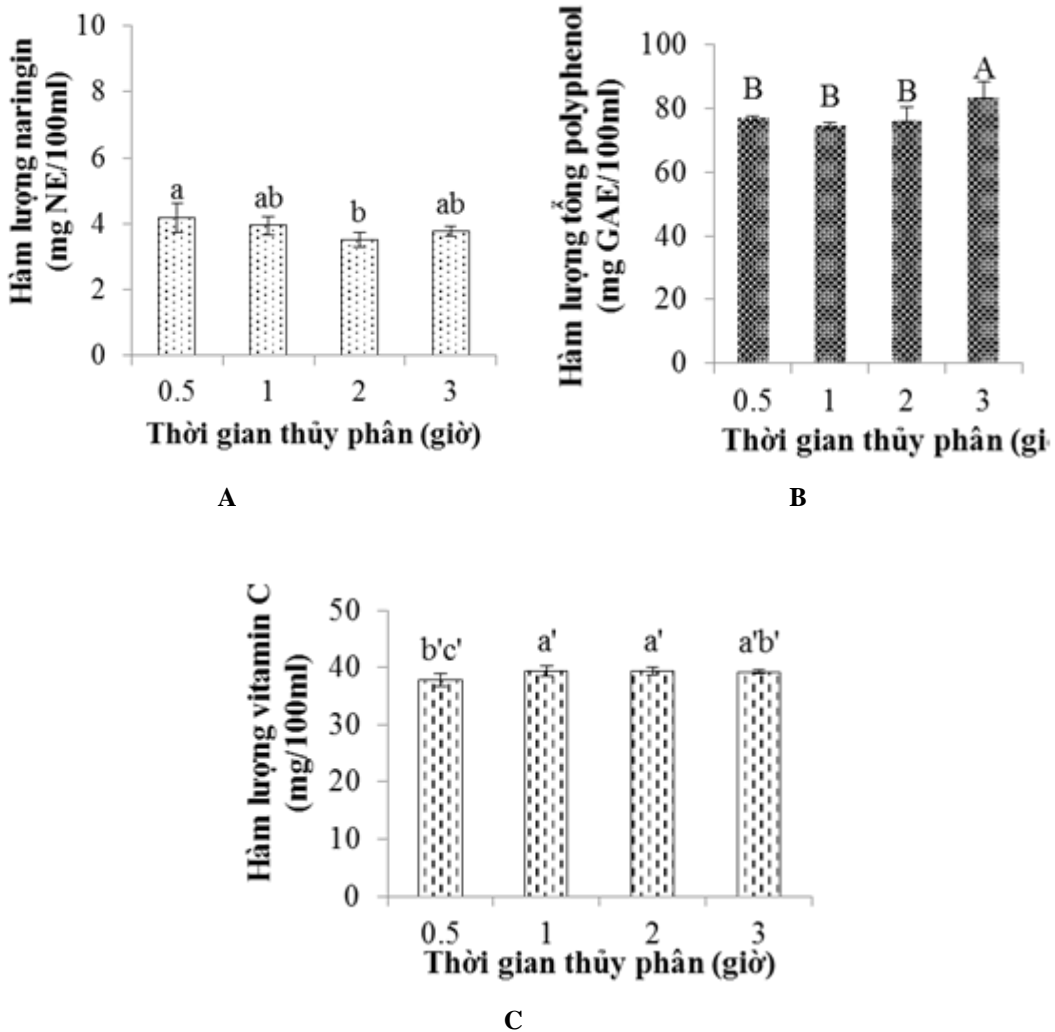 Hàm lượng naringin
(mg NE/100ml)
10
8
6
4
2
0
a
ab
b
ab
0.5 1 2 3
Thời gian thủy phân (giờ)
A
Hàm lượng tổng polyphenol
(mg GAE/100ml)
100
80
60
40
20
0
B
B
B
A
0.5 1 2 3
Thời gian thủy phân (gi
B
Hàm lượng vitamin C
(mg/100ml)
50
40
30
20
10
0
b'c'
a'
a'
a'b'
0.5 1 2 3
Thời gian thủy phân (giờ)
C